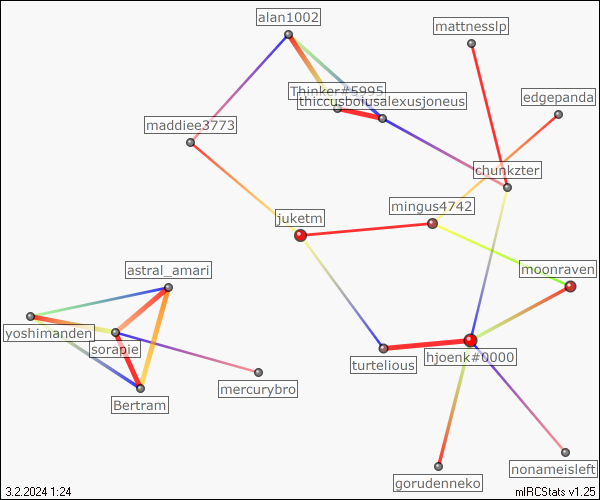 alan1002
mattnesslp
Thinker#5995
thiccusboiusalexusjoneus
edgepanda
maddiee3773
chunkzter
mingus4742
juketm
astral_amari
moonraven
yoshimanden
sorapie
hjoenk#0000
turtelious
mercurybro
Bertram
nonameisleft
gorudenneko
3.2.2024 1:24
mIRCStats v1.25